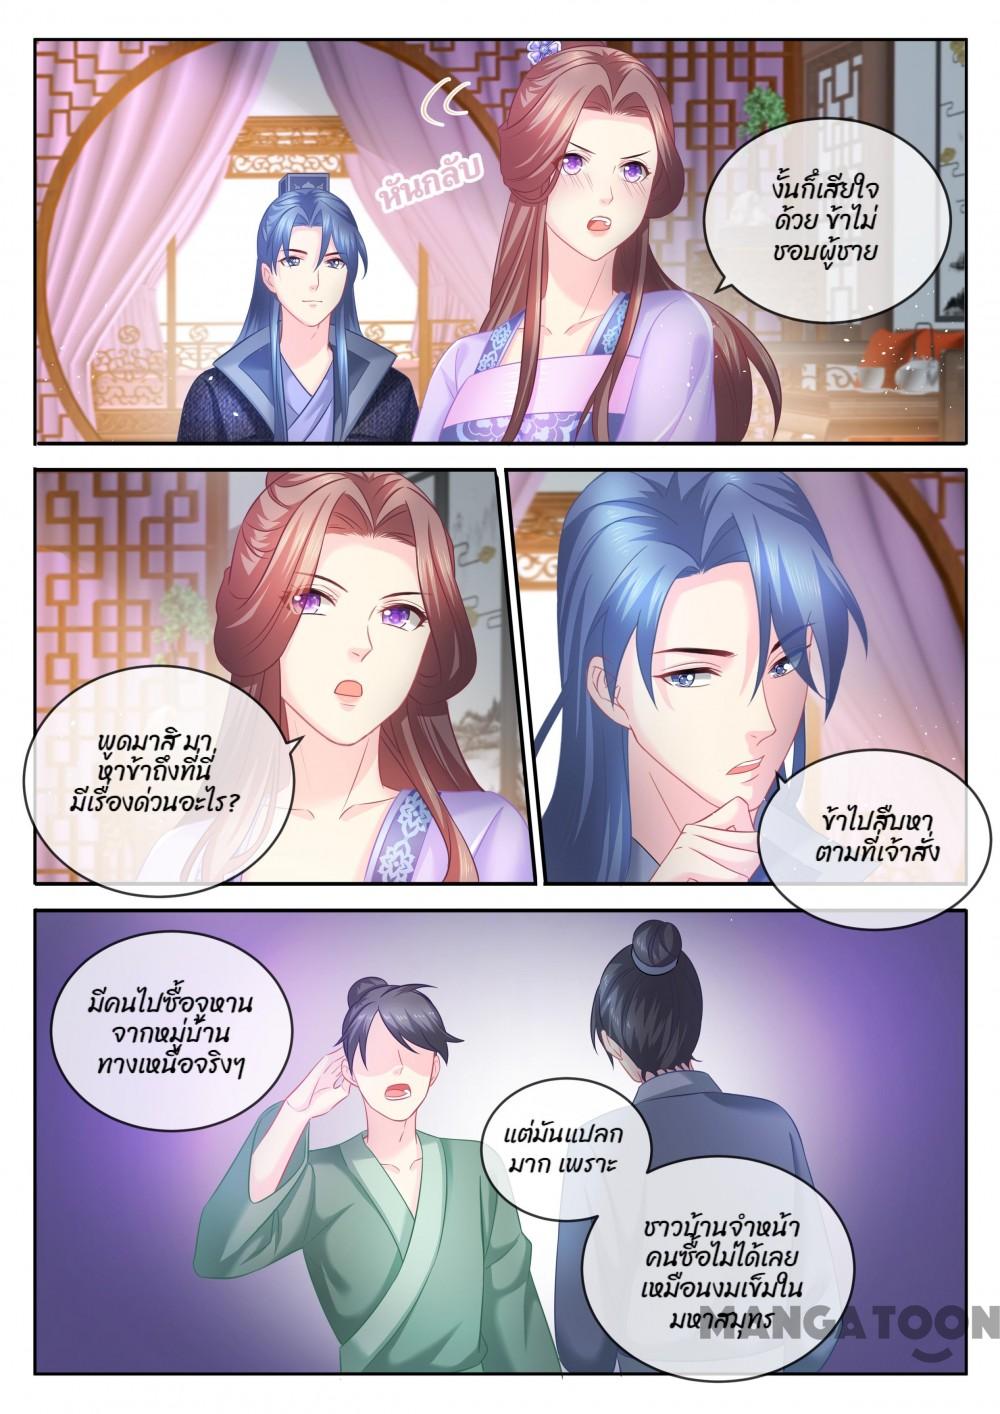 หันกลับ
งั้นก็เสียใจ
ด้วย ข้าไม่
ชอบผู้ชาย
พูดมาสิ มา
หาข้าถึงที่นี่
มีเรื่องด่วนอะไร?
ข้าไปสืบหา
ตามที่เจ้าสั่ง
มีคนไปซื้อจูหาน
จากหมู่บ้าน
ทางเหนือจริงๆ
แต่มันแปลก
มาก เพราะ
ชาวบ้านจำหน้า
คนซื้อไม่ได้เลย
เหมือนงมเข็มใน
มหาสมุทร
MANGATOON